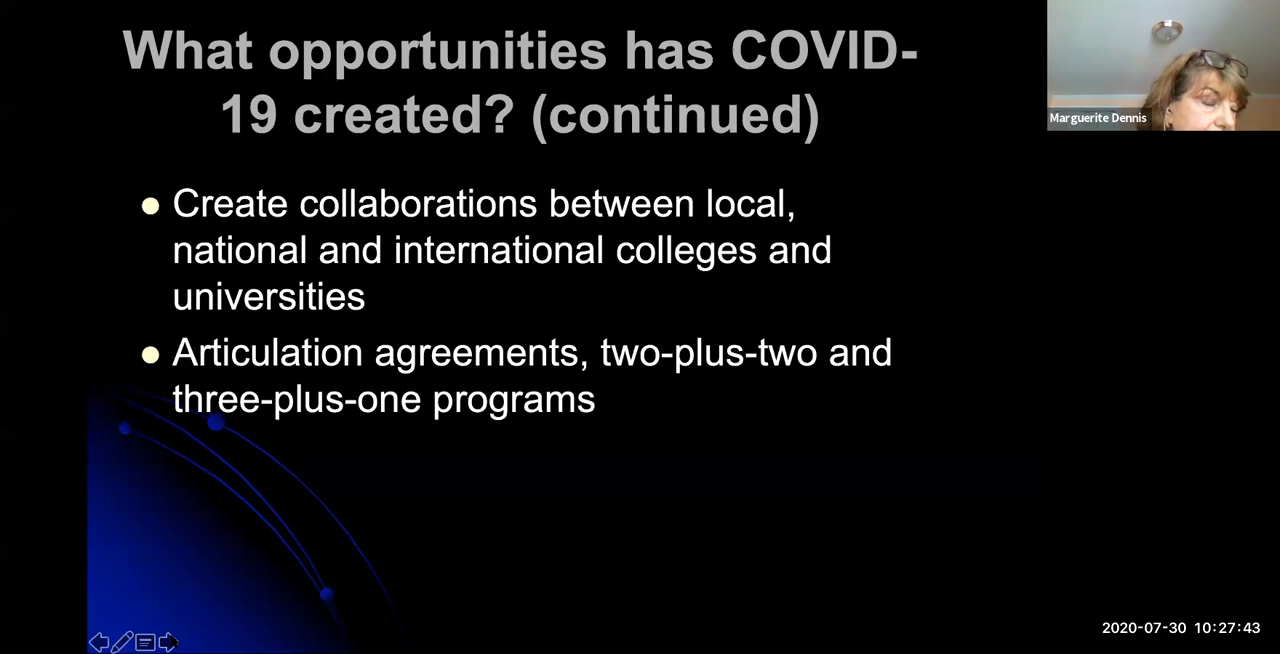 What opportunities has COVID-
19 created? (continued)
Marguerite Dennis
● Create collaborations between local,
national and international colleges and
universities
● Articulation agreements, two-plus-two and
three-plus-one programs
2020-07-30 10:27:43